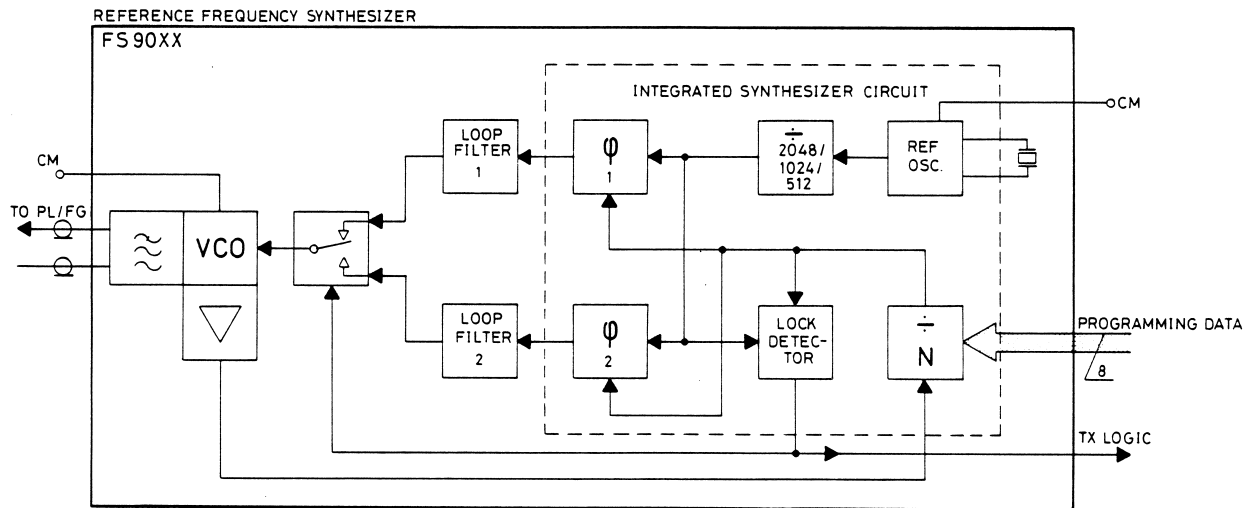 REFERENCE FREQUENCY SYNTHESIZER
FS90XX
INTEGRATED SYNTHESIZER CIRCUIT
CM
LOOP
FILTER
1
φ
1
÷
2048/
1024/
512
REF
OSC.
CM
TO PL/FG
VCO
LOOP
FILTER
2
φ
2
LOCK
DETEC-
TOR
÷
N
PROGRAMMING DATA
8
TX LOGIC